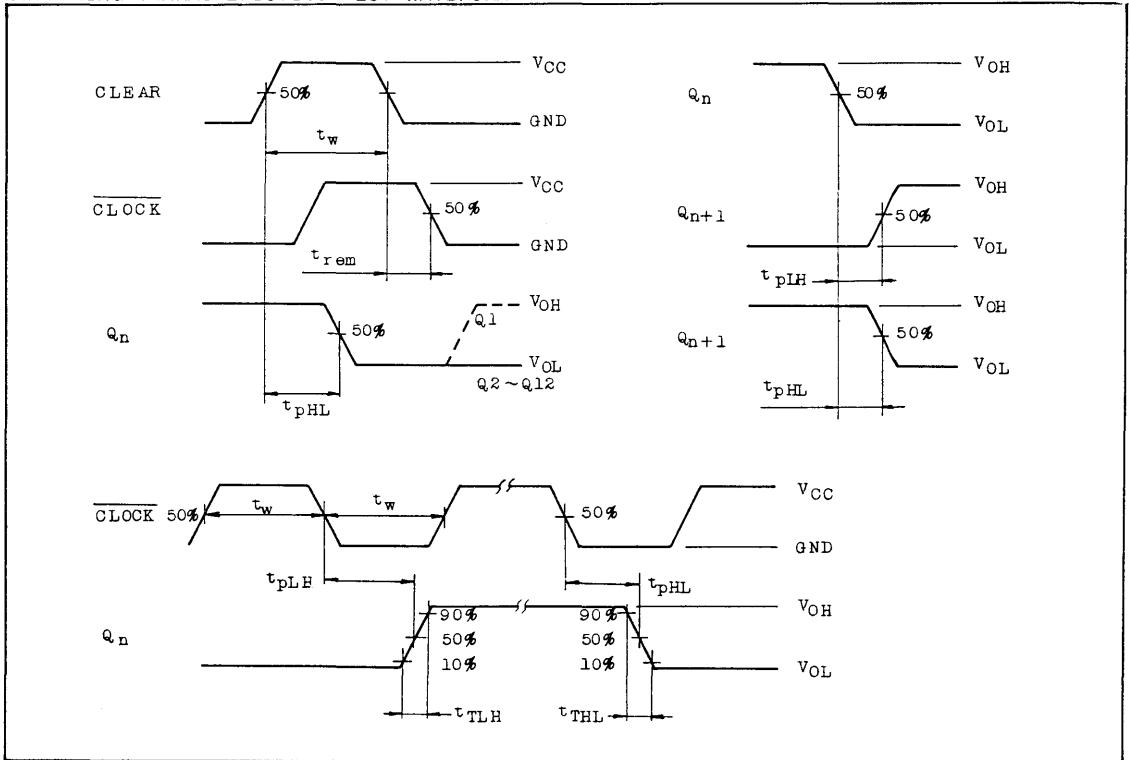 CLEAR
50%
VCC
GND
tw
CLOCK
VCC
50%
GND
trem
Qn
50%
VOH
Q1
VOL
Q2～Q12
tpHL
Qn
50%
VOH
VOL
Qn+1
VOH
50%
VOL
tpLH
Qn+1
VOH
50%
VOL
tpHL
CLOCK 50%
tw
tw
50%
VCC
GND
tpLH
tpHL
Qn
90%
50%
10%
90%
50%
10%
VOH
VOL
tTLH
tTHL